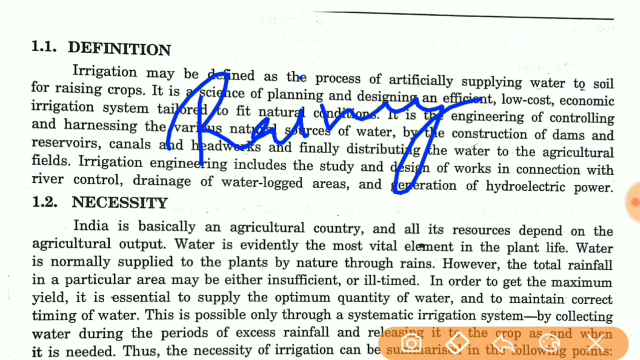 1.1. DEFINITION
Irrigation may be defined as the process of artificially supplying water to soil
for raising crops. It is a science of planning and designing an efficient, low-cost, economic
irrigation system tailored to fit natural conditions. It is the engineering of controlling
and harnessing the various natural sources of water, by the construction of dams and
reservoirs, canals and headworks and finally distributing the water to the agricultural
fields. Irrigation engineering includes the study and design of works in connection with
river control, drainage of water-logged areas, and generation of hydroelectric power.
Rainy
1.2. NECESSITY
India is basically an agricultural country, and all its resources depend on the
agricultural output. Water is evidently the most vital element in the plant life. Water
is normally supplied to the plants by nature through rains. However, the total rainfall
in a particular area may be either insufficient, or ill-timed. In order to get the maximum
yield, it is essential to supply the optimum quantity of water, and to maintain correct
timing of water. This is possible only through a systematic irrigation system—by collecting
water during the periods of excess rainfall and releasing it to the crop as and when
it is needed. Thus, the necessity of irrigation can be summarised in the following points: